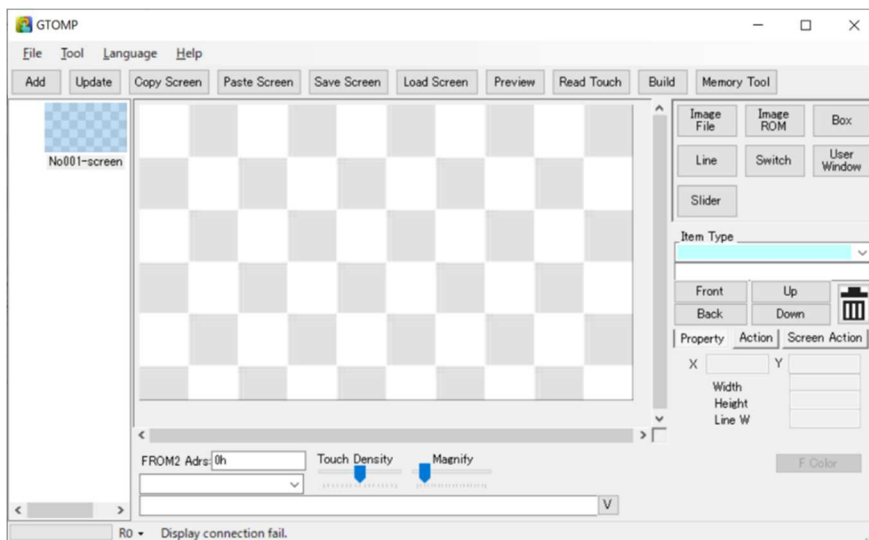 GTOMP
File Tool Language Help
Add Update Copy Screen Paste Screen Save Screen Load Screen Preview Read Touch Build Memory Tool
No001-screen
Image File
Image ROM
Box
Line
Switch
User Window
Slider
Item Type
Front Up
Back Down
Property Action Screen Action
X Y
Width
Height
Line W
F Color
FROM2 Adrs: 0h
Touch Density
Magnify
V
R0 Display connection fail.